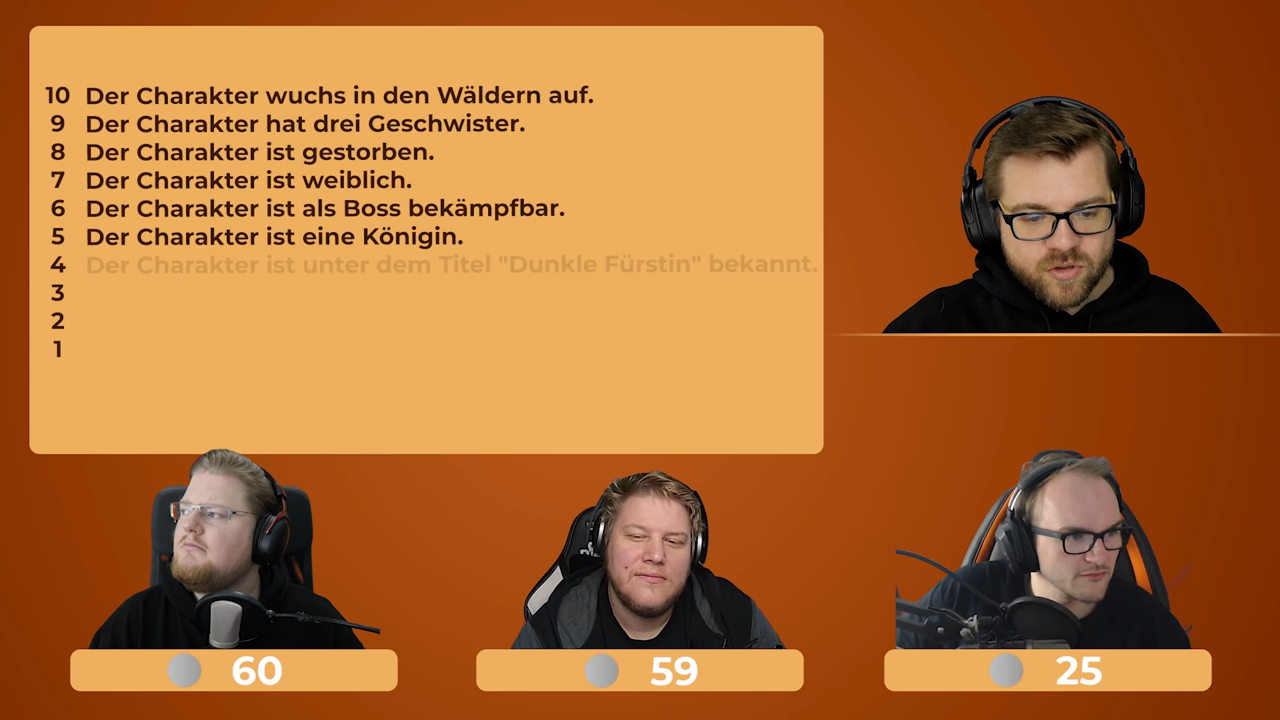 10 Der Charakter wuchs in den Wäldern auf.
9 Der Charakter hat drei Geschwister.
8 Der Charakter ist gestorben.
7 Der Charakter ist weiblich.
6 Der Charakter ist als Boss bekämpfbar.
5 Der Charakter ist eine Königin.
4 Der Charakter ist unter dem Titel "Dunkle Fürstin" bekannt.
3
2
1
60
59
25